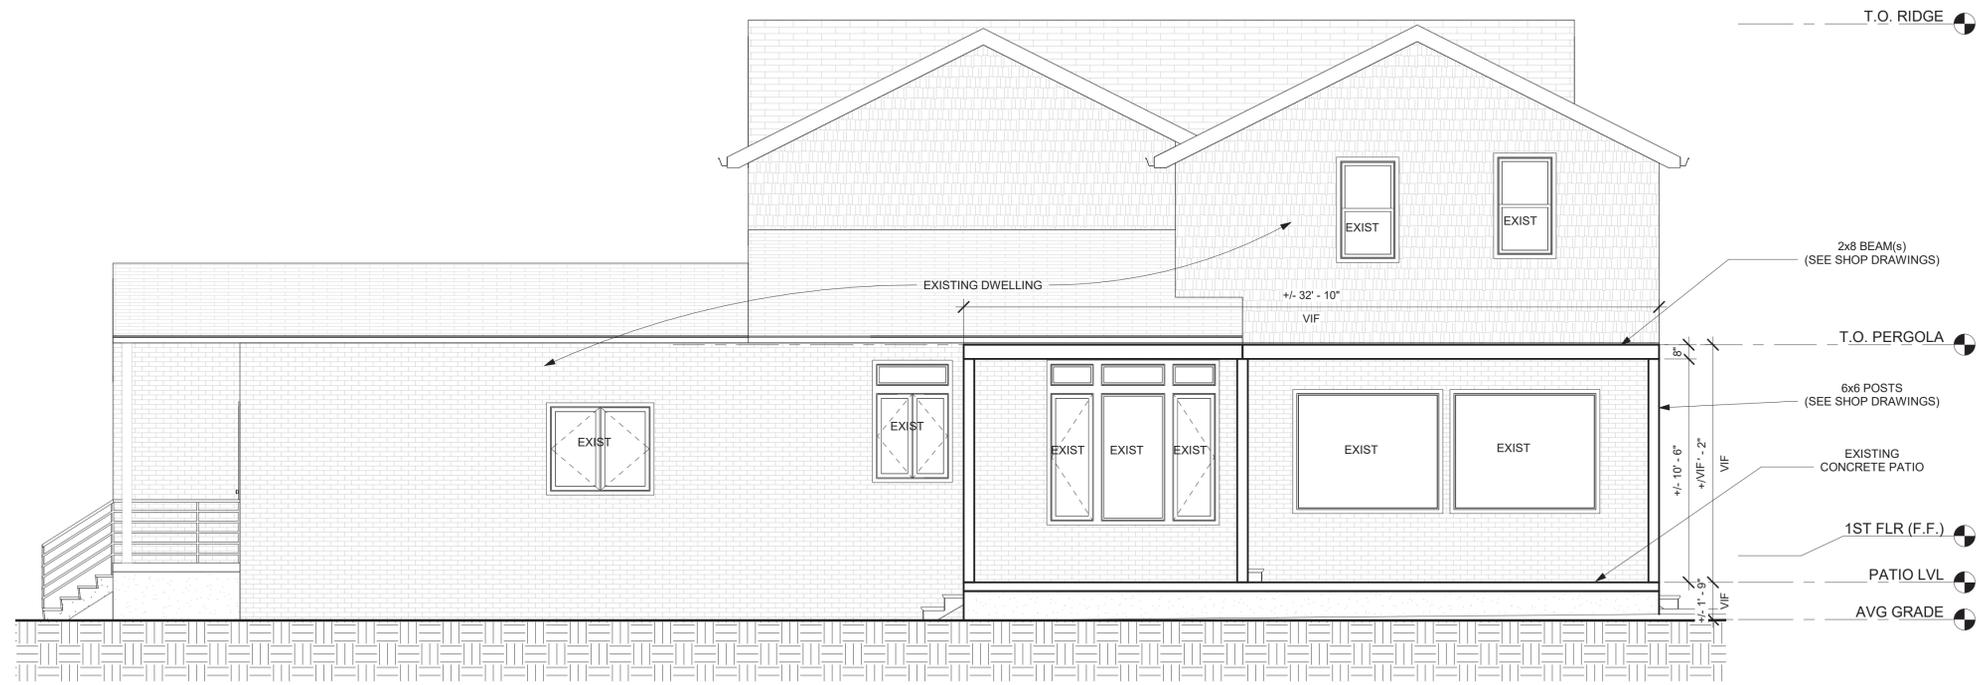 T.O. RIDGE
EXIST
EXIST
2x8 BEAM(s)
(SEE SHOP DRAWINGS)
EXISTING DWELLING
+/- 32' - 10"
VIF
T.O. PERGOLA
8"
6x6 POSTS
(SEE SHOP DRAWINGS)
EXIST
EXIST
EXIST
EXIST
EXIST
EXIST
EXIST
+/- 10' - 6"
+/VIF' - 2"
VIF
EXISTING
CONCRETE PATIO
1ST FLR (F.F.)
PATIO LVL
+/- 1' - 9"
VIF
AVG GRADE